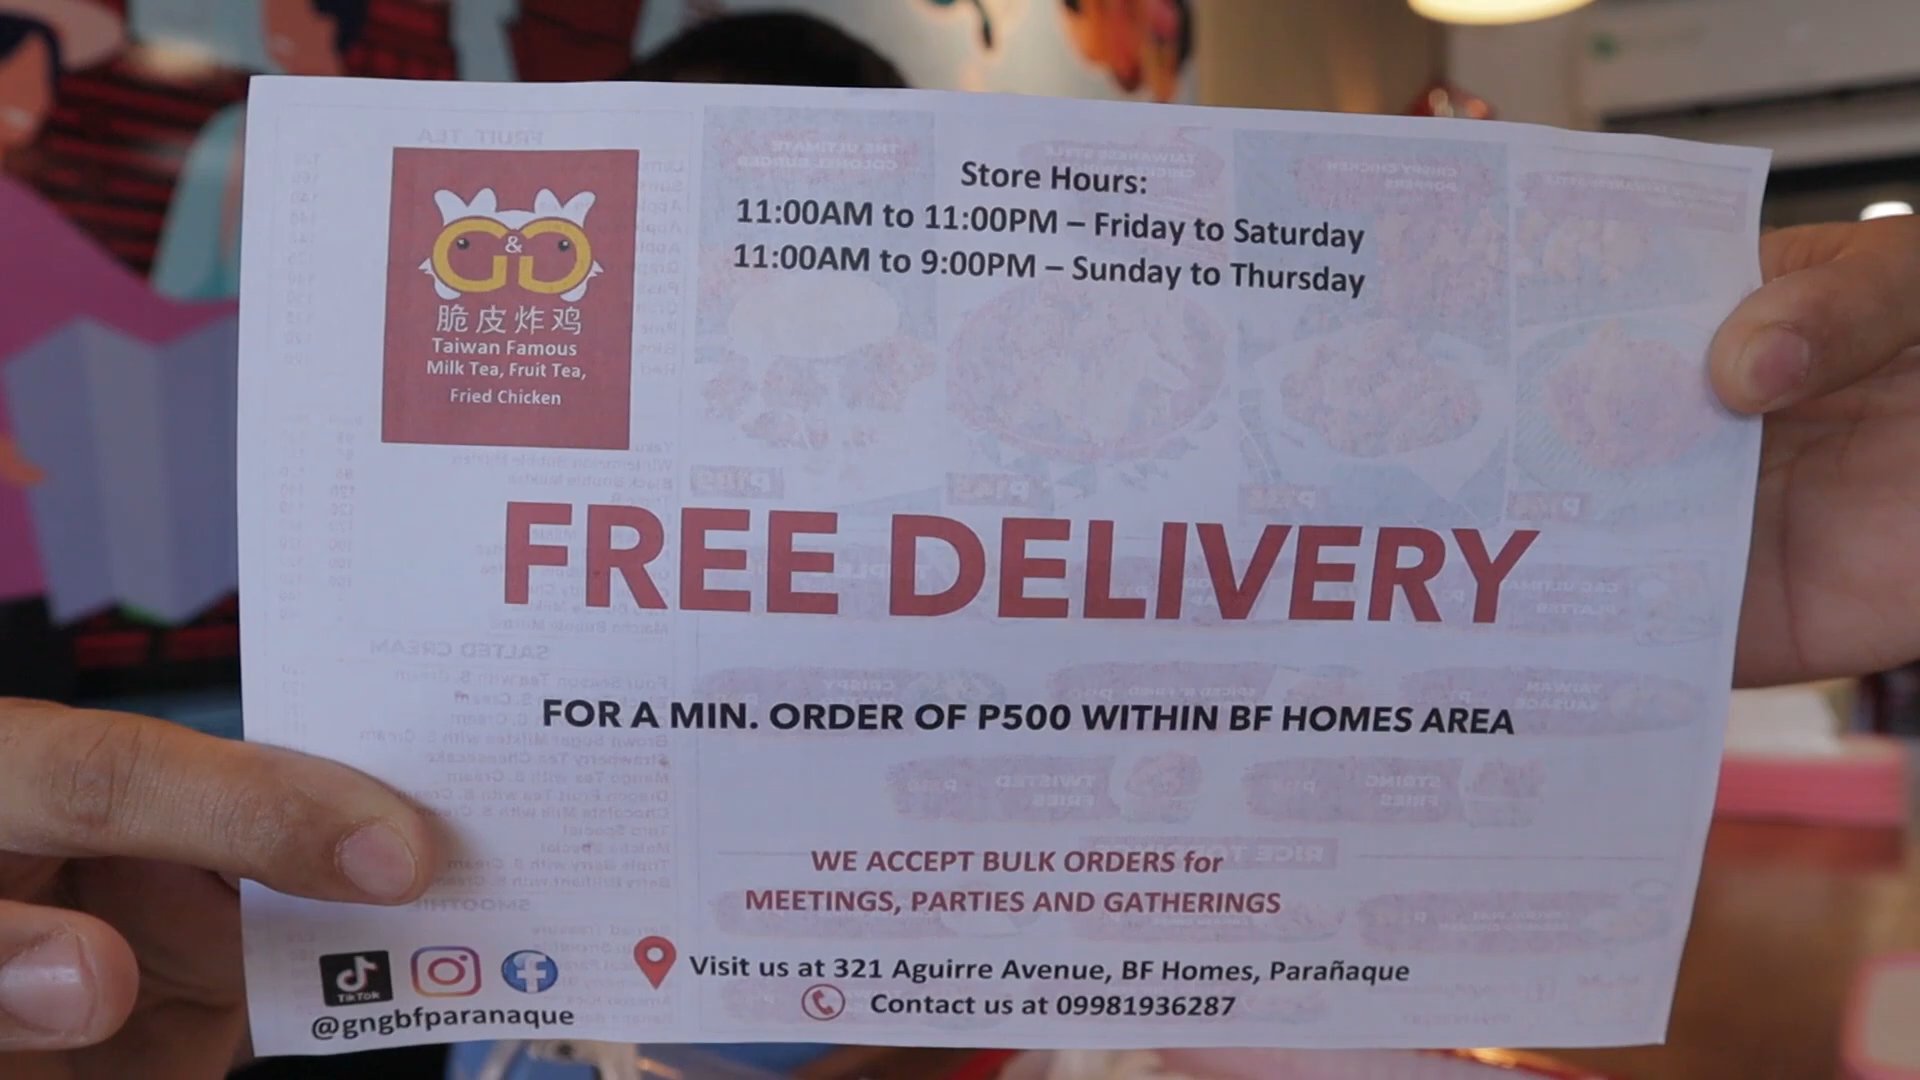 G&G
脆皮炸鸡
Taiwan Famous
Milk Tea, Fruit Tea,
Fried Chicken
Store Hours:
11:00AM to 11:00PM – Friday to Saturday
11:00AM to 9:00PM – Sunday to Thursday
FREE DELIVERY
FOR A MIN. ORDER OF P500 WITHIN BF HOMES AREA
WE ACCEPT BULK ORDERS for
MEETINGS, PARTIES AND GATHERINGS
TikTok
@gngbfparanaque
Visit us at 321 Aguirre Avenue, BF Homes, Parañaque
Contact us at 09981936287